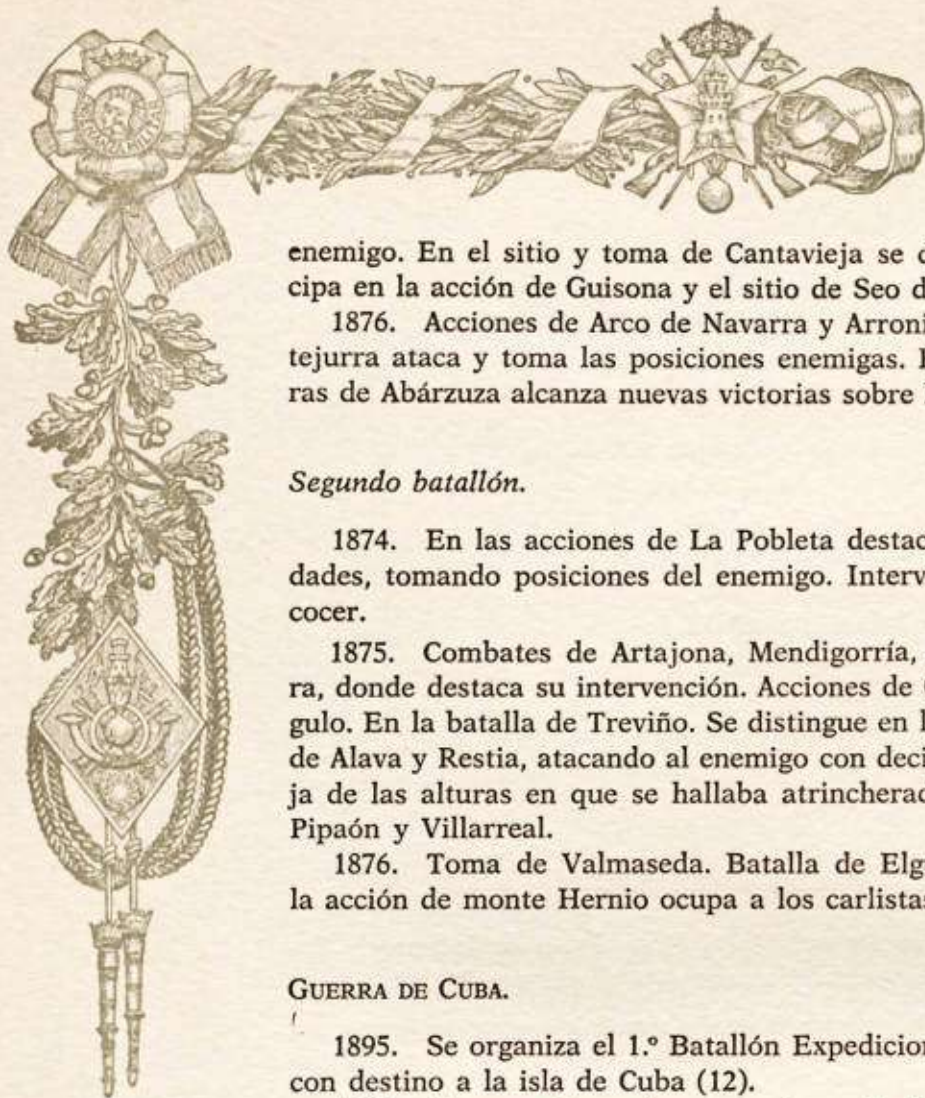 enemigo. En el sitio y toma de Cantavieja se
cipa en la acción de Guisona y el sitio de Seo d
1876. Acciones de Arco de Navarra y Arroni
tejurra ataca y toma las posiciones enemigas.
ras de Abárzuza alcanza nuevas victorias sobre
Segundo batallón.
1874. En las acciones de La Pobleta destac
dades, tomando posiciones del enemigo. Interv
cocer.
1875. Combates de Artajona, Mendigorría,
ra, donde destaca su intervención. Acciones de
gulo. En la batalla de Treviño. Se distingue en l
de Alava y Restia, atacando al enemigo con deci
ja de las alturas en que se hallaba atrincherad
Pipaón y Villarreal.
1876. Toma de Valmaseda. Batalla de Elg
la acción de monte Hernio ocupa a los carlistas
GUERRA DE CUBA.
1895. Se organiza el 1.º Batallón Expedicion
con destino a la isla de Cuba (12).